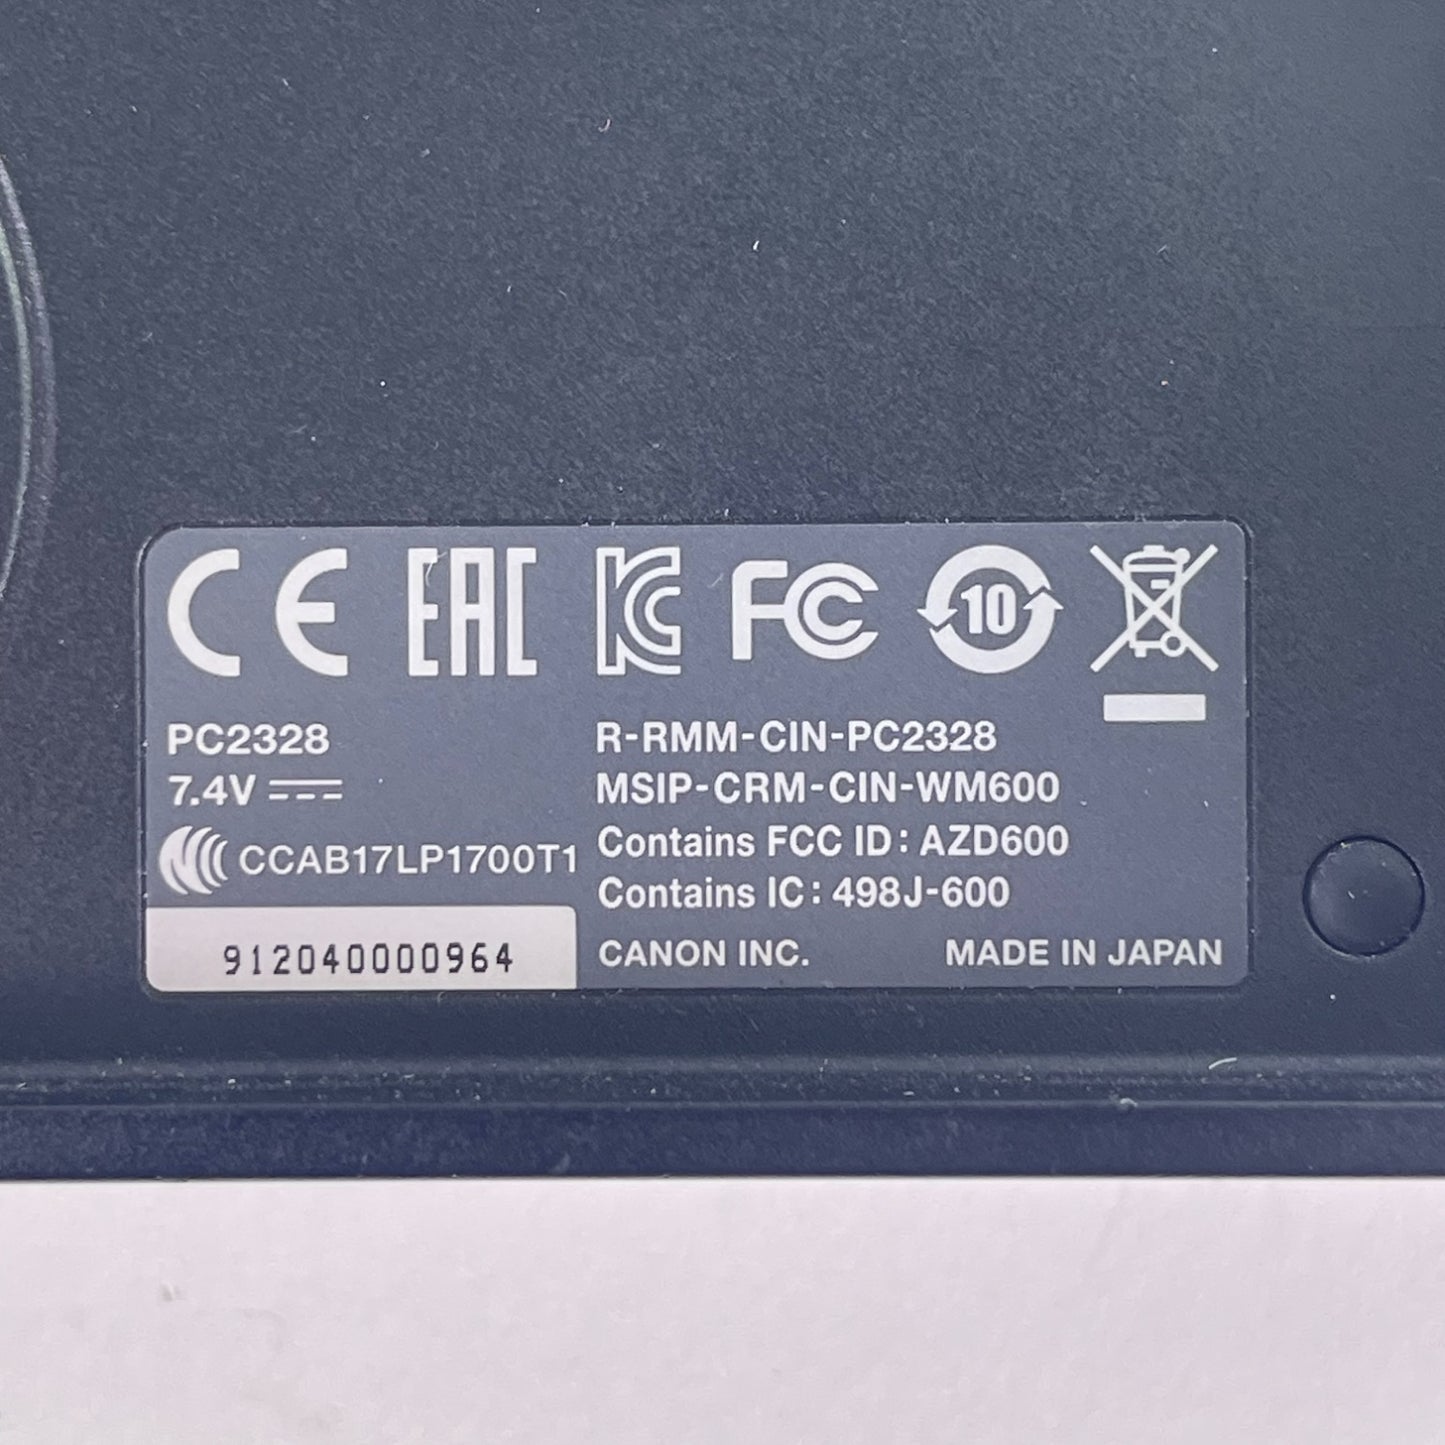 CE EAC KC FC 10
PC2328
7.4V
CCAB17LP1700T1
912040000964
R-RMM-CIN-PC2328
MSIP-CRM-CIN-WM600
Contains FCC ID: AZD600
Contains IC: 498J-600
CANON INC. MADE IN JAPAN